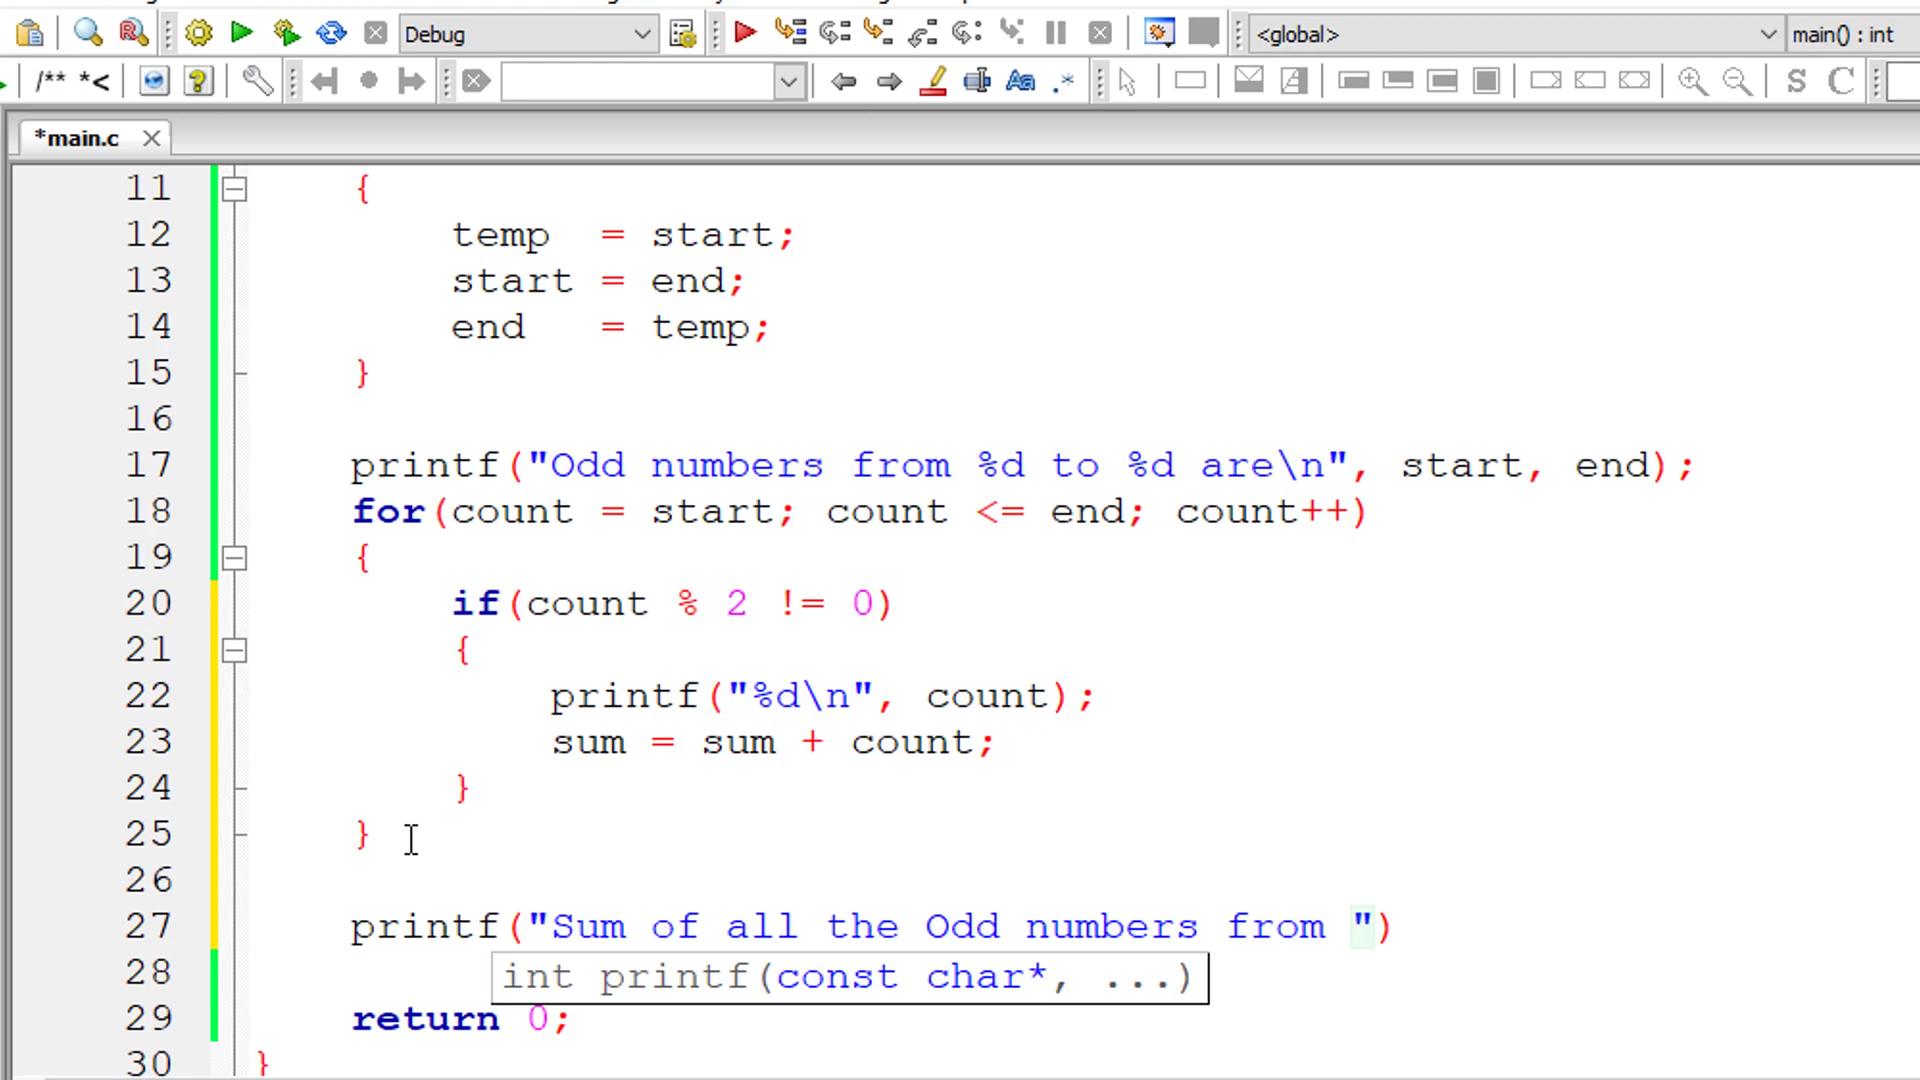 Debug
<global>
main() : int
/** *<
Aa .*
S C
*main.c
11 {
12 temp  = start;
13 start = end;
14 end   = temp;
15 }
16
17 printf("Odd numbers from %d to %d are\n", start, end);
18 for(count = start; count <= end; count++)
19 {
20 if(count % 2 != 0)
21 {
22 printf("%d\n", count);
23 sum = sum + count;
24 }
25 }
26
27 printf("Sum of all the Odd numbers from ")
28 int printf(const char*, ...)
29 return 0;
30 }